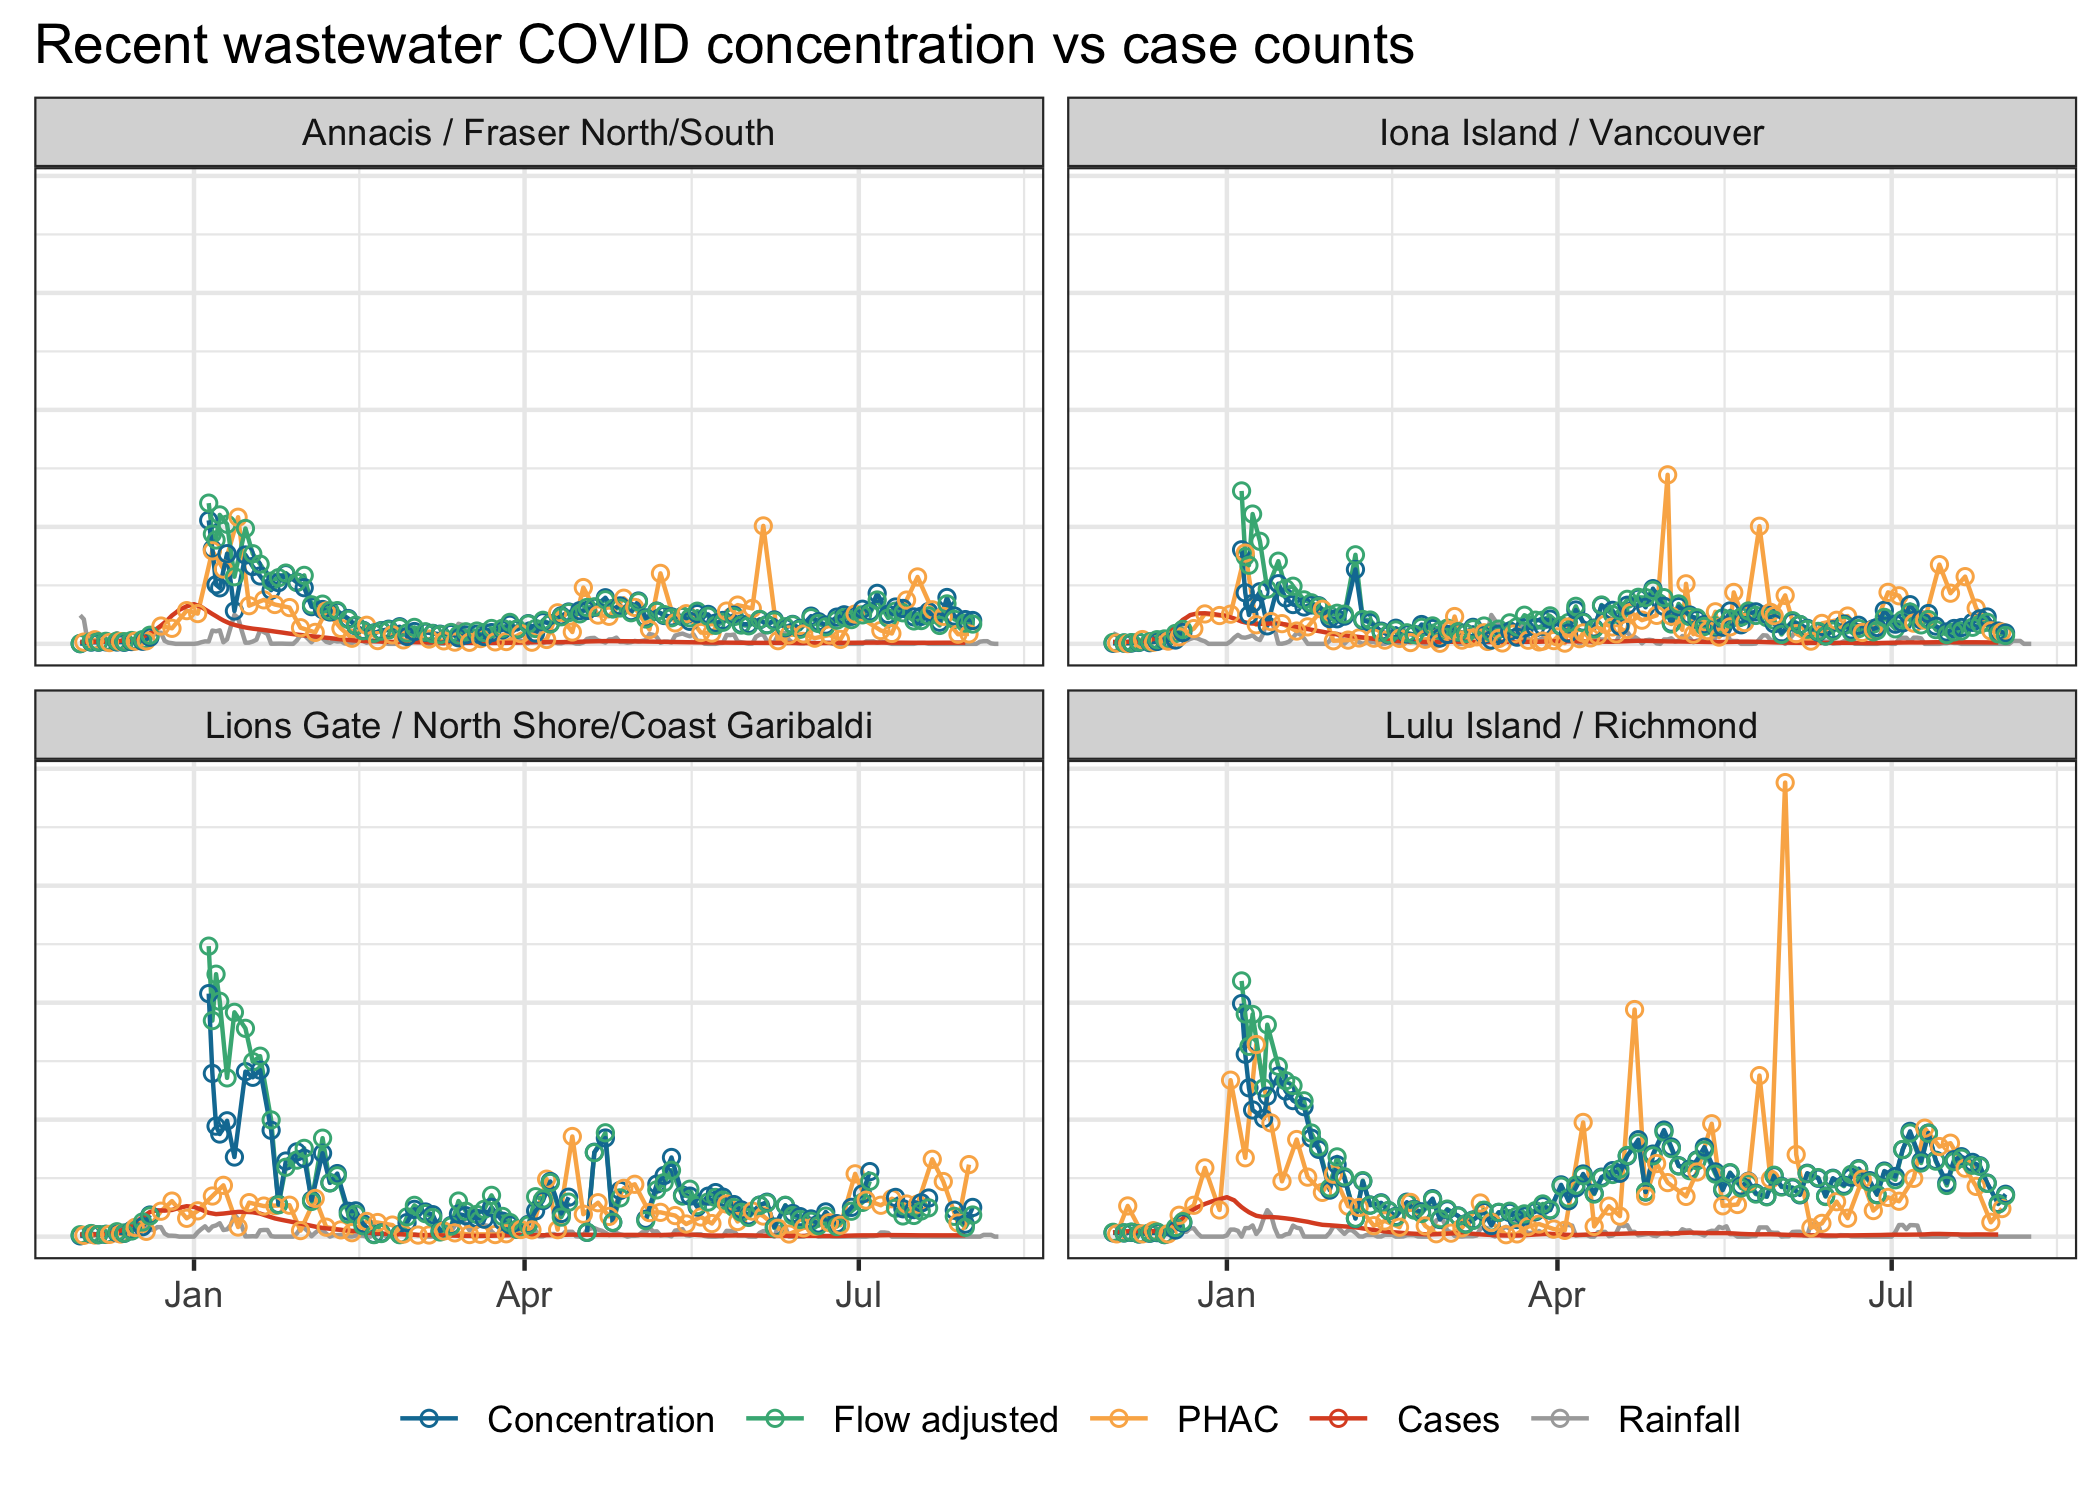 Recent wastewater COVID concentration vs case counts
Annacis / Fraser North/South
Iona Island / Vancouver
Lions Gate / North Shore/Coast Garibaldi
Lulu Island / Richmond
Jan Apr Jul Jan Apr Jul
Concentration Flow adjusted PHAC Cases Rainfall